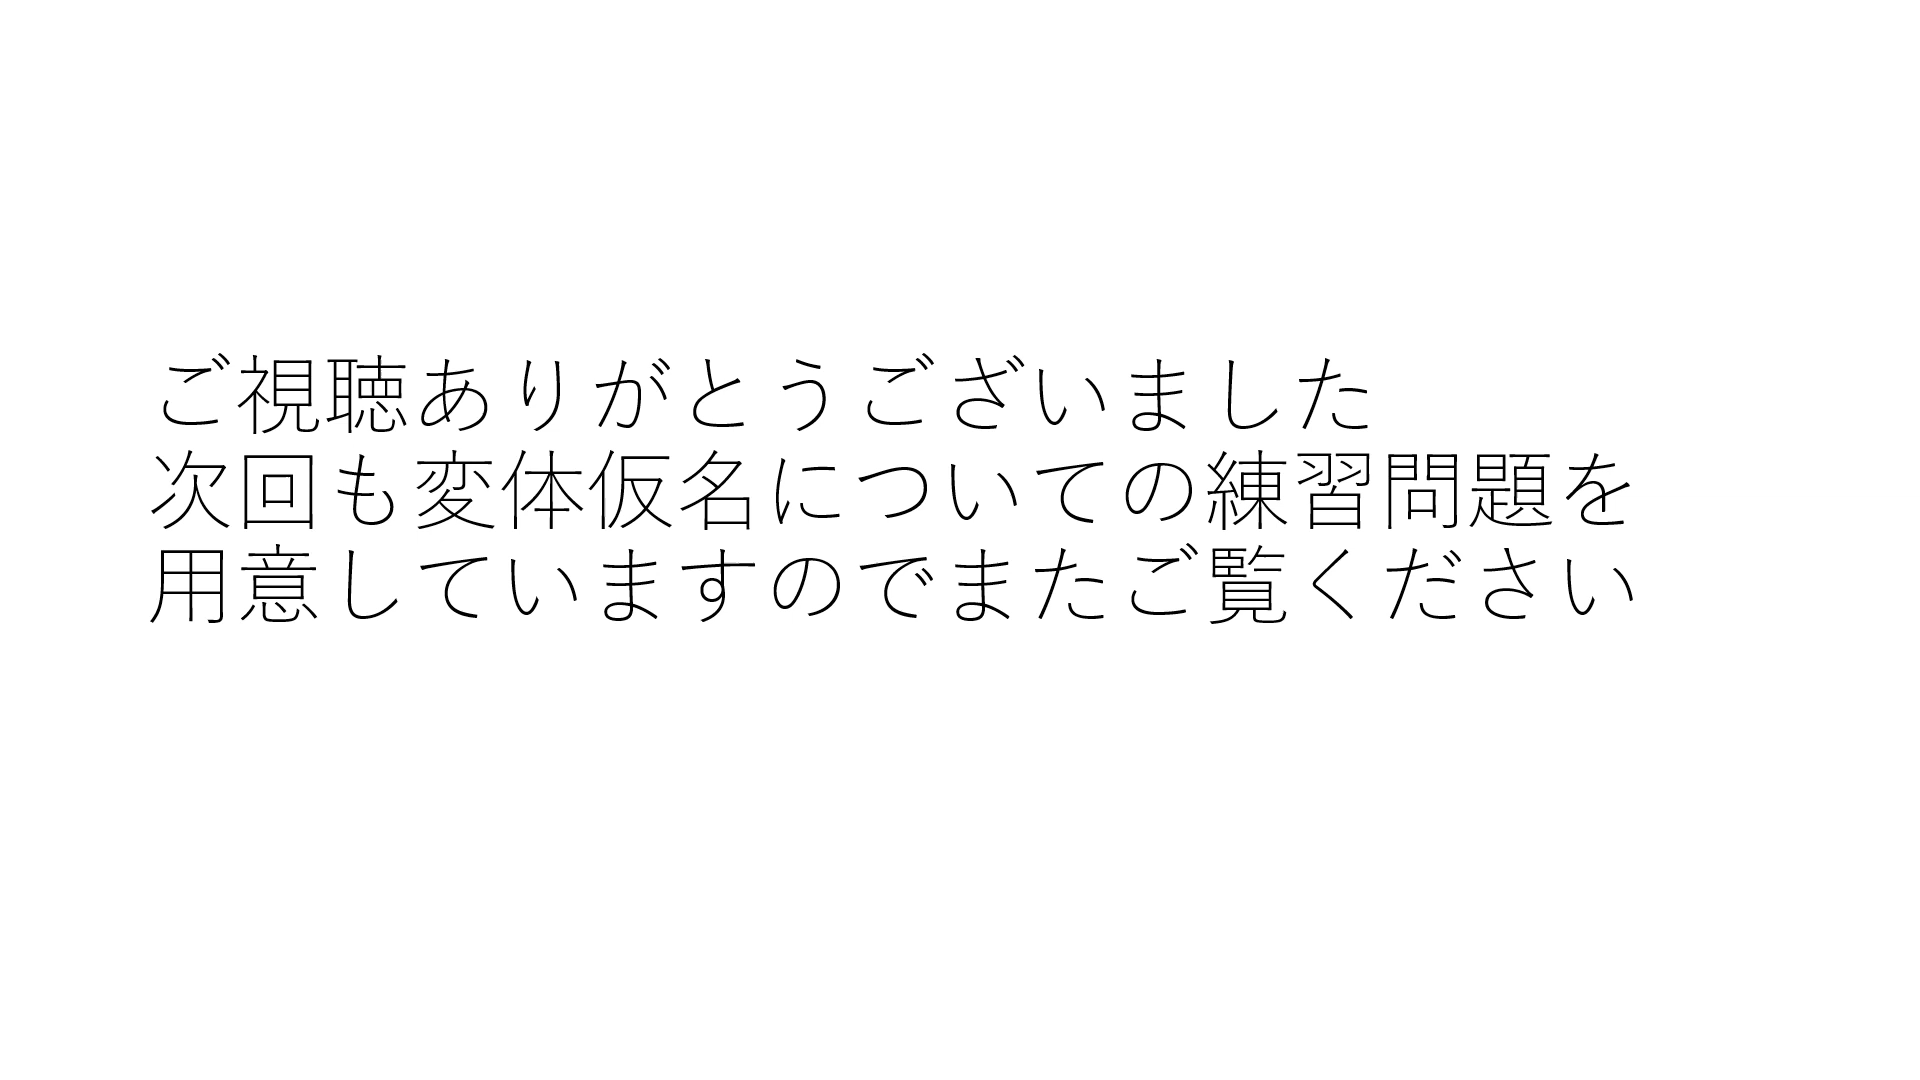 ご視聴ありがとうございました
次回も変体仮名についての練習問題を
用意していますのでまたご覧ください